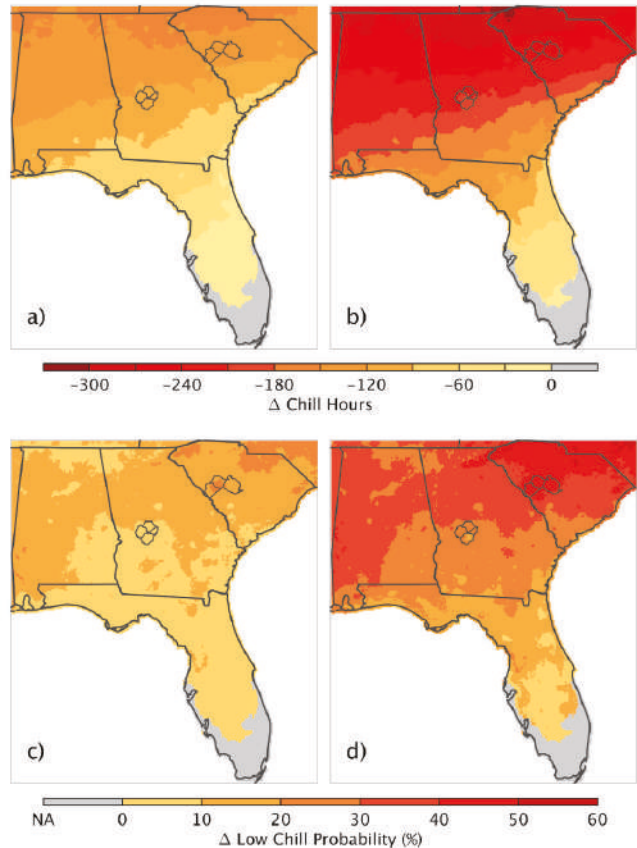 a)
b)
-300 -240 -180 -120 -60 0
Δ Chill Hours
c)
d)
NA 0 10 20 30 40 50 60
Δ Low Chill Probability (%)